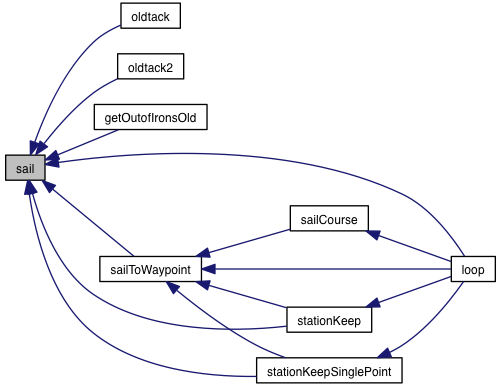 oldtack
oldtack2
getOutofIronsOld
sail
sailCourse
sailToWaypoint
loop
stationKeep
stationKeepSinglePoint